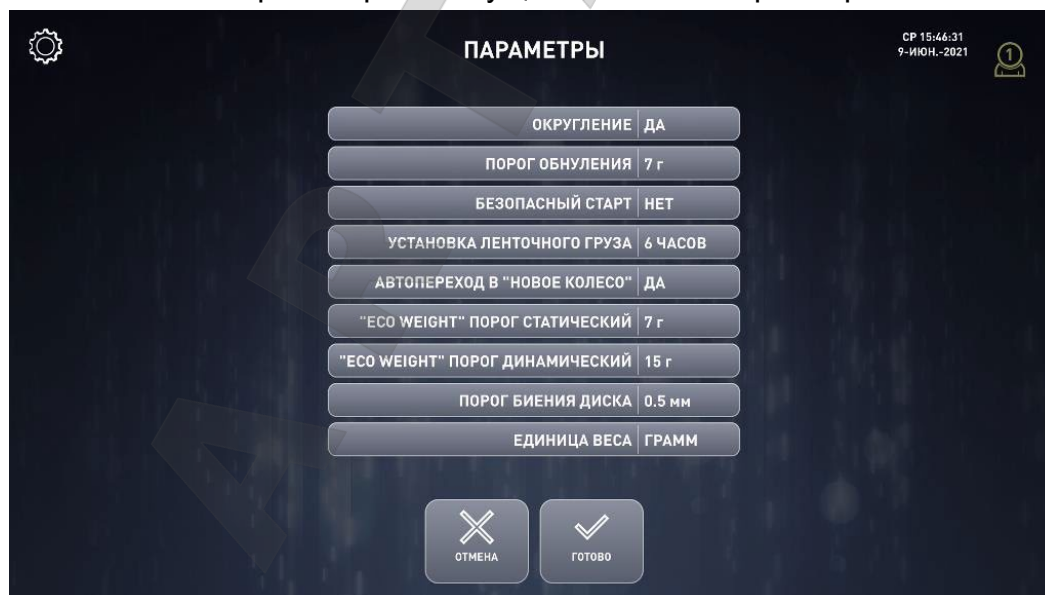 ПАРАМЕТРЫ
СР 15:46:31
9-ИЮН.-2021
1
ОКРУГЛЕНИЕ ДА
ПОРОГ ОБНУЛЕНИЯ 7 г
БЕЗОПАСНЫЙ СТАРТ НЕТ
УСТАНОВКА ЛЕНТОЧНОГО ГРУЗА 6 ЧАСОВ
АВТОПЕРЕХОД В "НОВОЕ КОЛЕСО" ДА
"ECO WEIGHT" ПОРОГ СТАТИЧЕСКИЙ 7 г
"ECO WEIGHT" ПОРОГ ДИНАМИЧЕСКИЙ 15 г
ПОРОГ БИЕНИЯ ДИСКА 0.5 мм
ЕДИНИЦА ВЕСА ГРАММ
ОТМЕНА
ГОТОВО